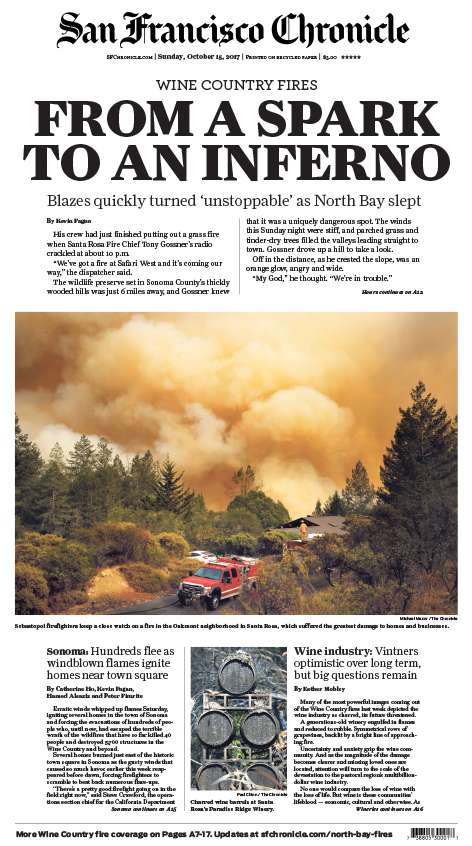 San Francisco Chronicle
SFChronicle.com | Sunday, October 15, 2017 | Printed on recycled paper | $3.00 ★★★★★
WINE COUNTRY FIRES
FROM A SPARK
TO AN INFERNO
Blazes quickly turned ‘unstoppable’ as North Bay slept
By Kevin Fagan
His crew had just finished putting out a grass fire
when Santa Rosa Fire Chief Tony Gossner’s radio
crackled at about 10 p.m.
“We’ve got a fire at Safari West and it’s coming our
way,” the dispatcher said.
The wildlife preserve set in Sonoma County’s thickly
wooded hills was just 6 miles away, and Gossner knew
that it was a uniquely dangerous spot. The winds
this Sunday night were stiff, and parched grass and
tinder-dry trees filled the valleys leading straight to
town. Gossner drove up a hill to take a look.
Off in the distance, as he crested the slope, was an
orange glow, angry and wide.
“My God,” he thought. “We’re in trouble.”
Hours continues on A12
Michael Macor / The Chronicle
Sebastopol firefighters keep a close watch on a fire in the Oakmont neighborhood in Santa Rosa, which suffered the greatest damage to homes and businesses.
Sonoma: Hundreds flee as
windblown flames ignite
homes near town square
By Catherine Ho, Kevin Fagan,
Hamed Aleaziz and Peter Fimrite
Erratic winds whipped up flames Saturday,
igniting several homes in the town of Sonoma
and forcing the evacuations of hundreds of peo-
ple who, until now, had escaped the terrible
wrath of the wildfires that have so far killed 40
people and destroyed 5,700 structures in the
Wine Country and beyond.
Several homes burned just east of the historic
town square in Sonoma as the gusty winds that
caused so much havoc earlier this week reap-
peared before dawn, forcing firefighters to
scramble to beat back numerous flare-ups.
“There’s a pretty good firefight going on in the
field right now,” said Steve Crawford, the opera-
tions section chief for the California Department
Sonoma continues on A15
Paul Chinn / The Chronicle
Charred wine barrels at Santa
Rosa’s Paradise Ridge Winery.
Wine industry: Vintners
optimistic over long term,
but big questions remain
By Esther Mobley
Many of the most powerful images coming out
of the Wine Country fires last week depicted the
wine industry as charred, its future threatened.
A generations-old winery engulfed in flames
and reduced to rubble. Symmetrical rows of
grapevines, backlit by a bright line of approach-
ing fire.
Uncertainty and anxiety grip the wine com-
munity. And as the magnitude of the damage
becomes clearer and missing loved ones are
located, attention will turn to the scale of the
devastation to the pastoral region’s multibillion-
dollar wine industry.
No one would compare the loss of wine with
the loss of life. But wine is these communities’
lifeblood — economic, cultural and otherwise. As
Wineries continues on A16
More Wine Country fire coverage on Pages A7-17. Updates at sfchronicle.com/north-bay-fires